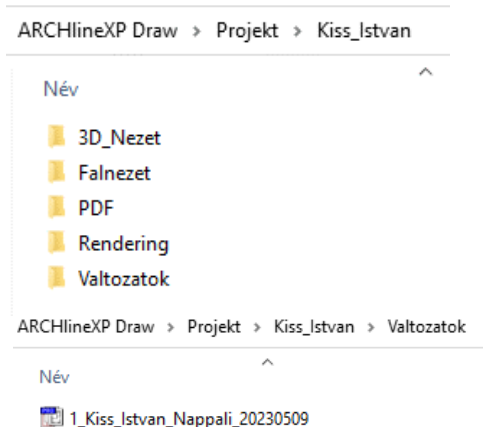 ARCHlineXP Draw > Projekt > Kiss_Istvan
Név
3D_Nezet
Falnezet
PDF
Rendering
Valtozatok
ARCHlineXP Draw > Projekt > Kiss_Istvan > Valtozatok
Név
1_Kiss_Istvan_Nappali_20230509